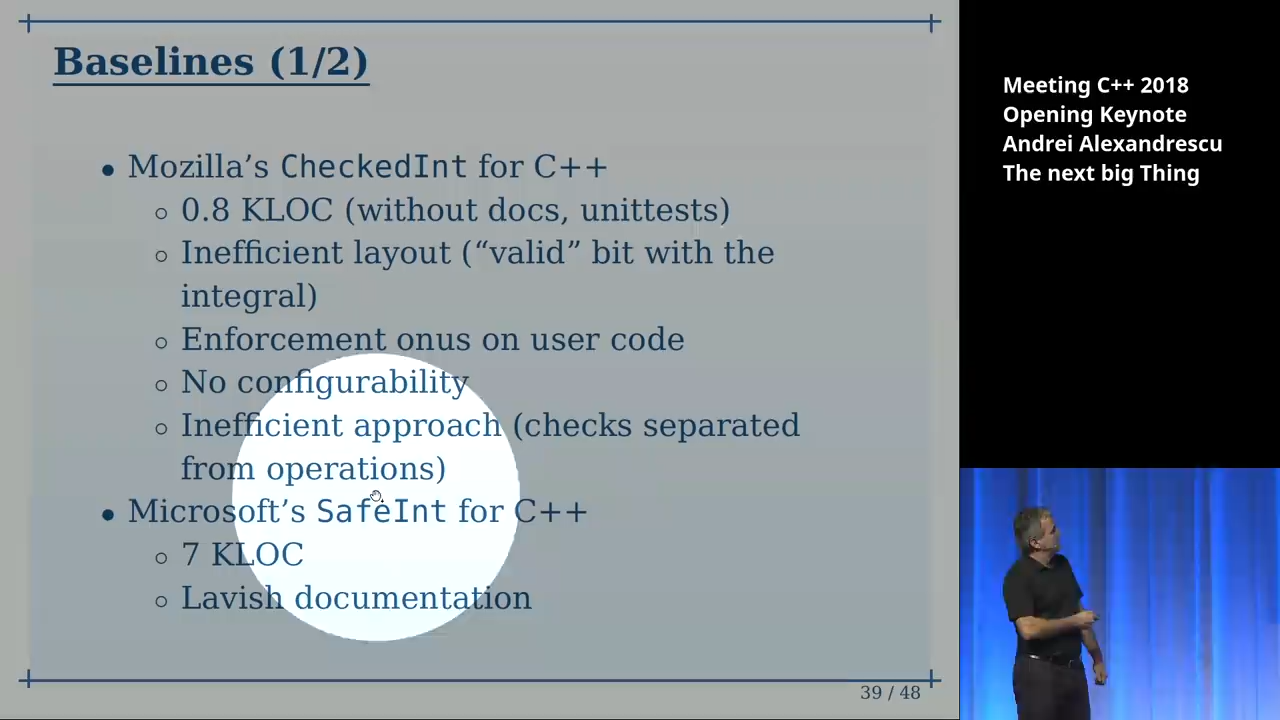 Baselines (1/2)
• Mozilla’s CheckedInt for C++
◦ 0.8 KLOC (without docs, unittests)
◦ Inefficient layout (“valid” bit with the
integral)
◦ Enforcement onus on user code
◦ No configurability
◦ Inefficient approach (checks separated
from operations)
• Microsoft’s SafeInt for C++
◦ 7 KLOC
◦ Lavish documentation
39 / 48
Meeting C++ 2018
Opening Keynote
Andrei Alexandrescu
The next big Thing